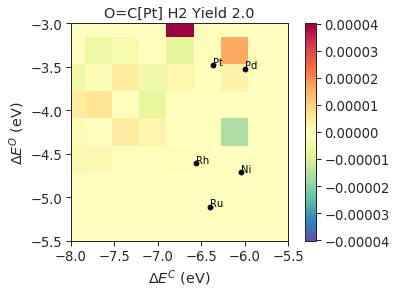 O=C[Pt] H2 Yield 2.0
−3.0
−3.5
−4.0
−4.5
−5.0
−5.5
ΔE^O (eV)
Pt
Pd
Rh
Ni
Ru
−8.0 −7.5 −7.0 −6.5 −6.0 −5.5
ΔE^C (eV)
0.00004
0.00003
0.00002
0.00001
0.00000
−0.00001
−0.00002
−0.00003
−0.00004